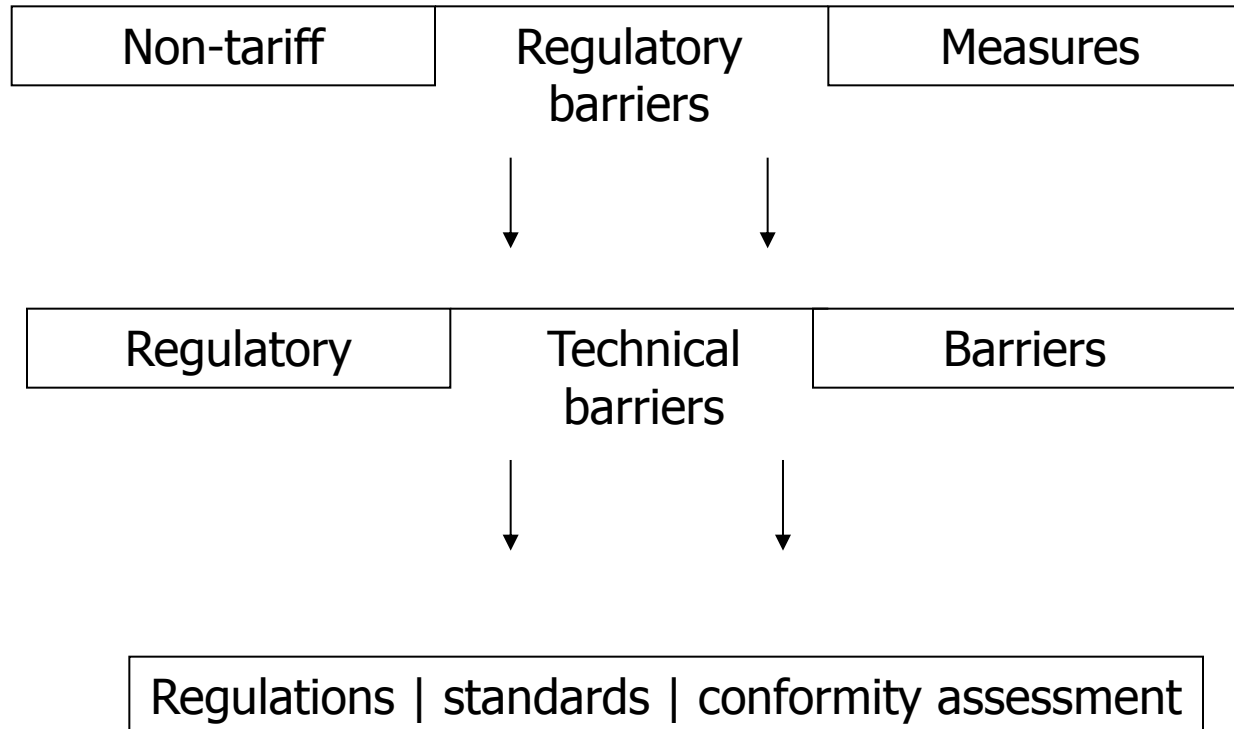 Non-tariff Regulatory Measures
barriers
Regulatory Technical Barriers
barriers
Regulations | standards | conformity assessment